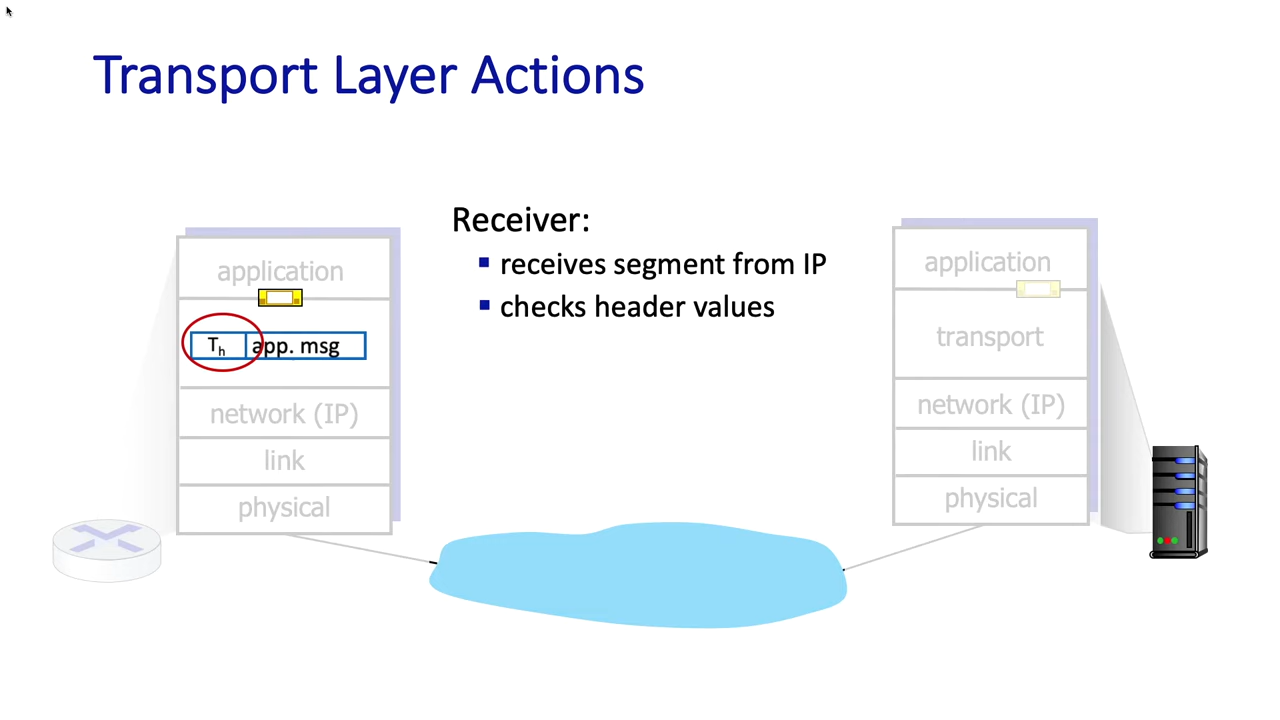 Transport Layer Actions
Receiver:
▪ receives segment from IP
▪ checks header values
application
Th app. msg
network (IP)
link
physical
application
transport
network (IP)
link
physical